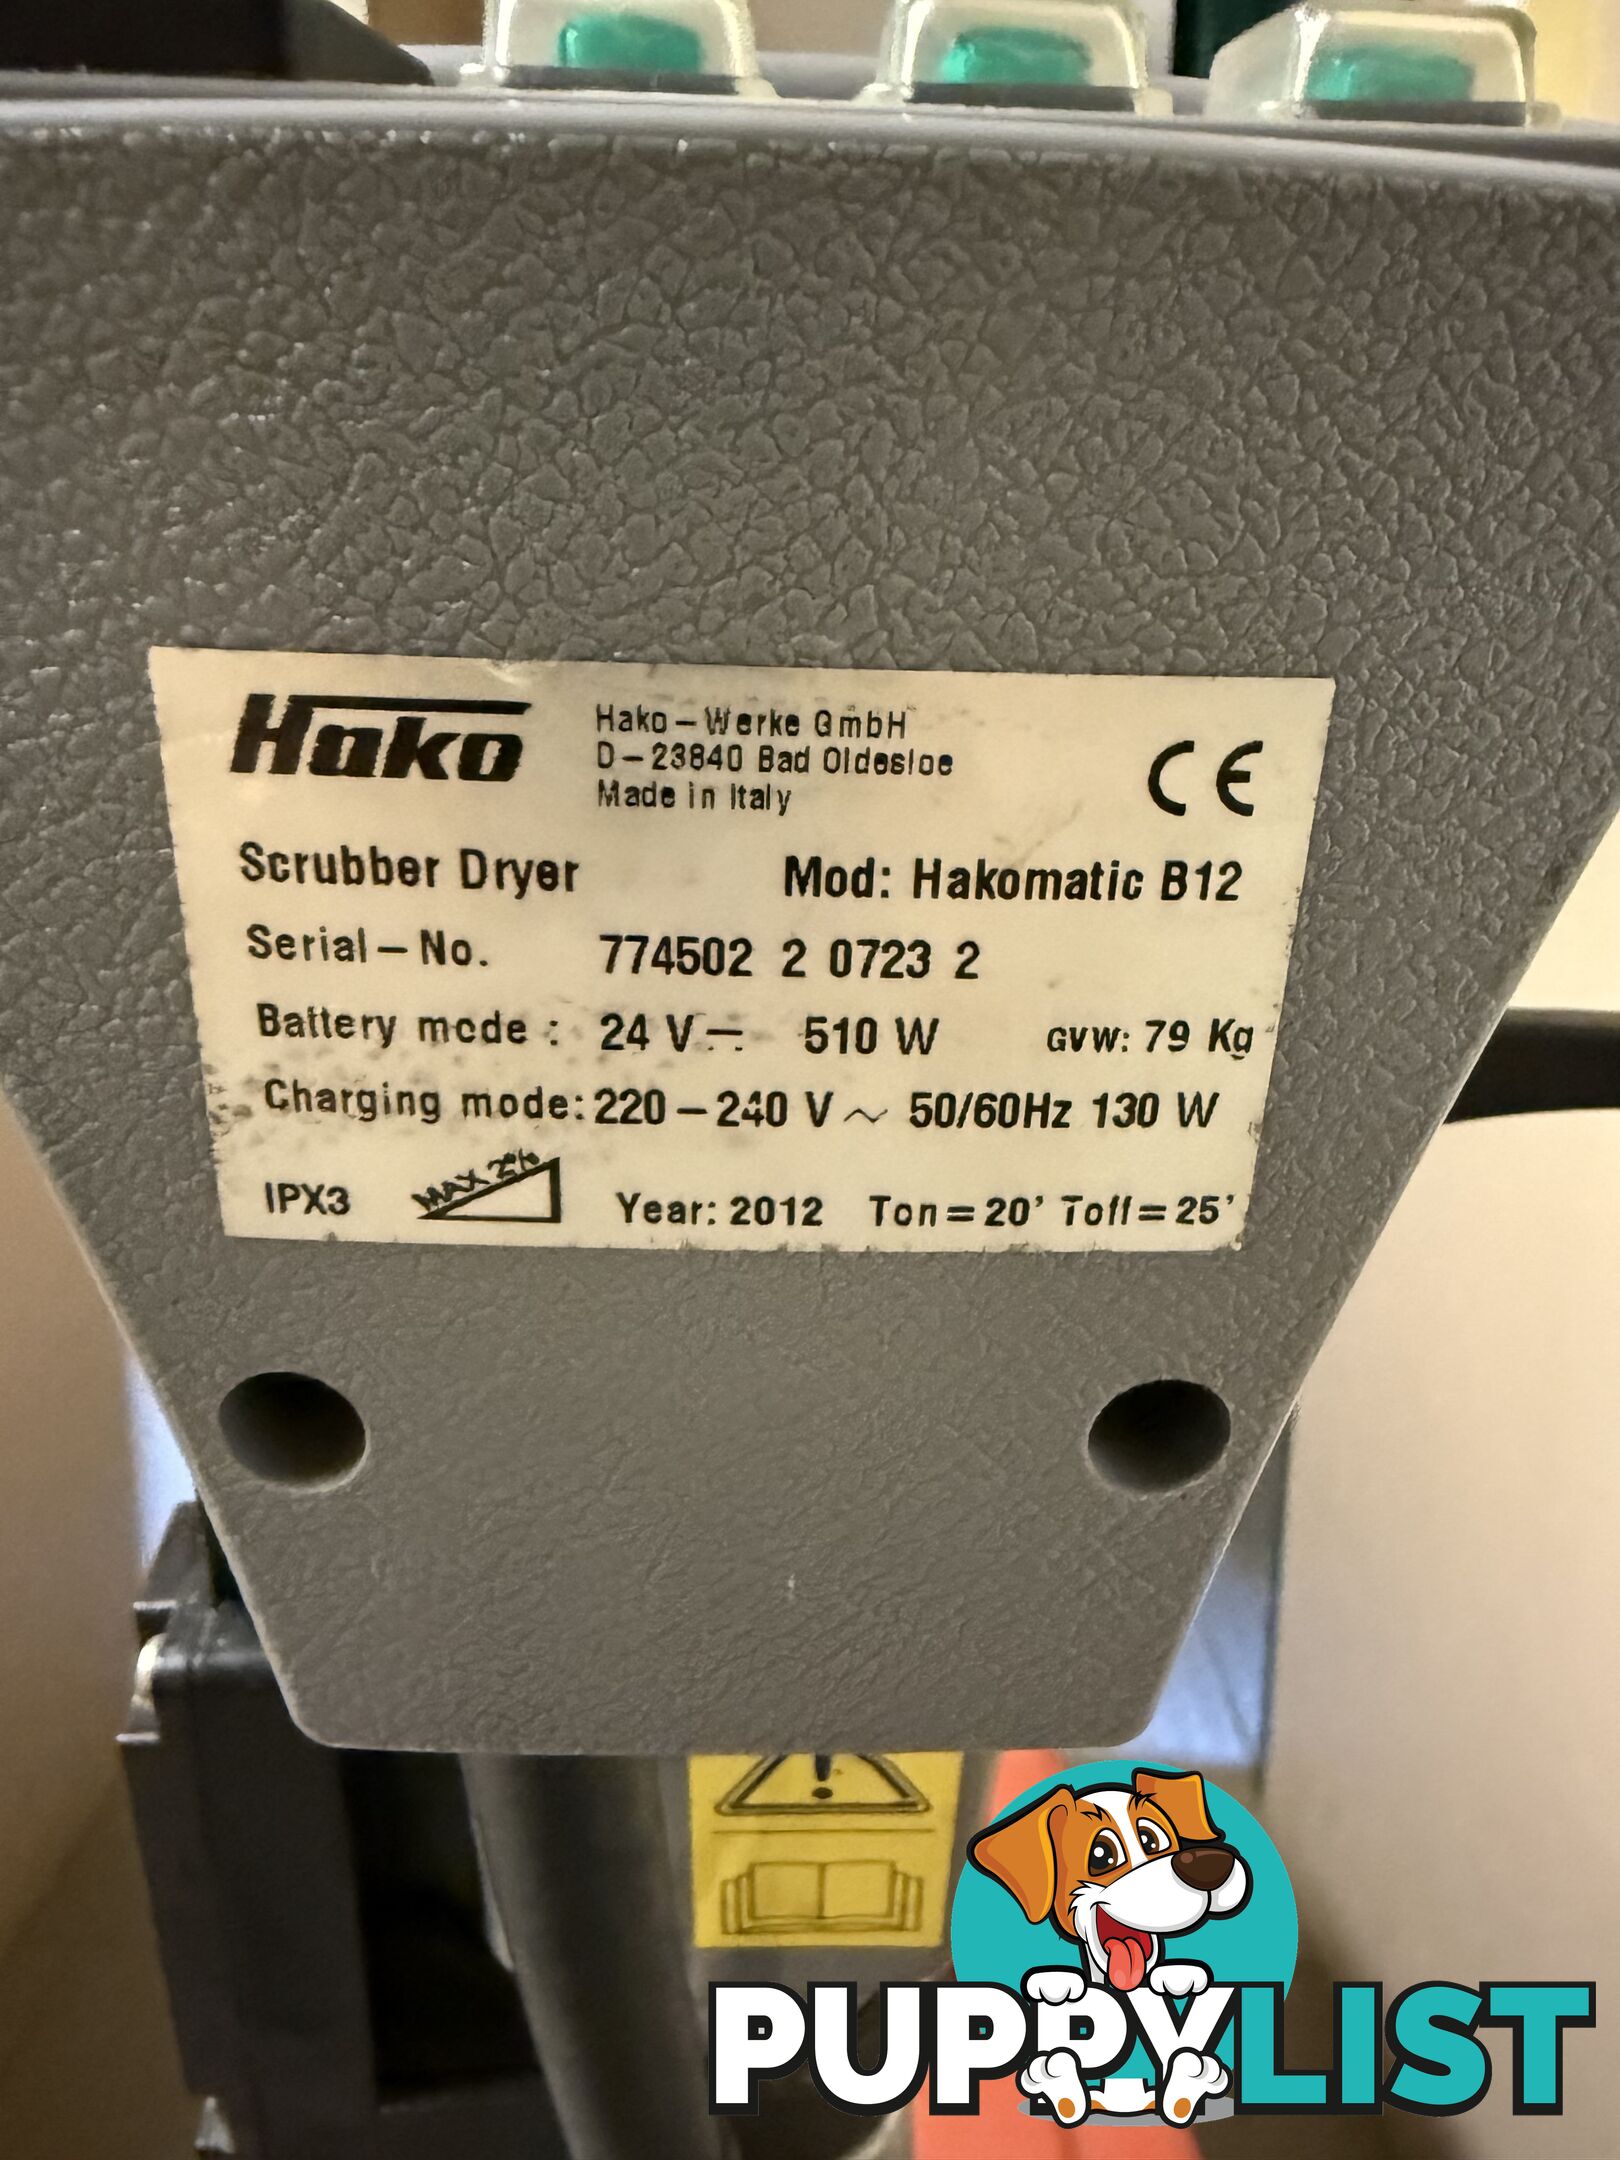 Hako
Hako-Werke GmbH
D-23840 Bad Oldesloe
Made in Italy
CE
Scrubber Dryer Mod: Hakomatic B12
Serial-No. 774502 2 0723 2
Battery mode : 24 V 510 W GVW: 79 Kg
Charging mode: 220-240 V ~ 50/60Hz 130 W
IPX3 MAX 2% Year: 2012 Ton=20' Toff=25'
PUPPYLIST